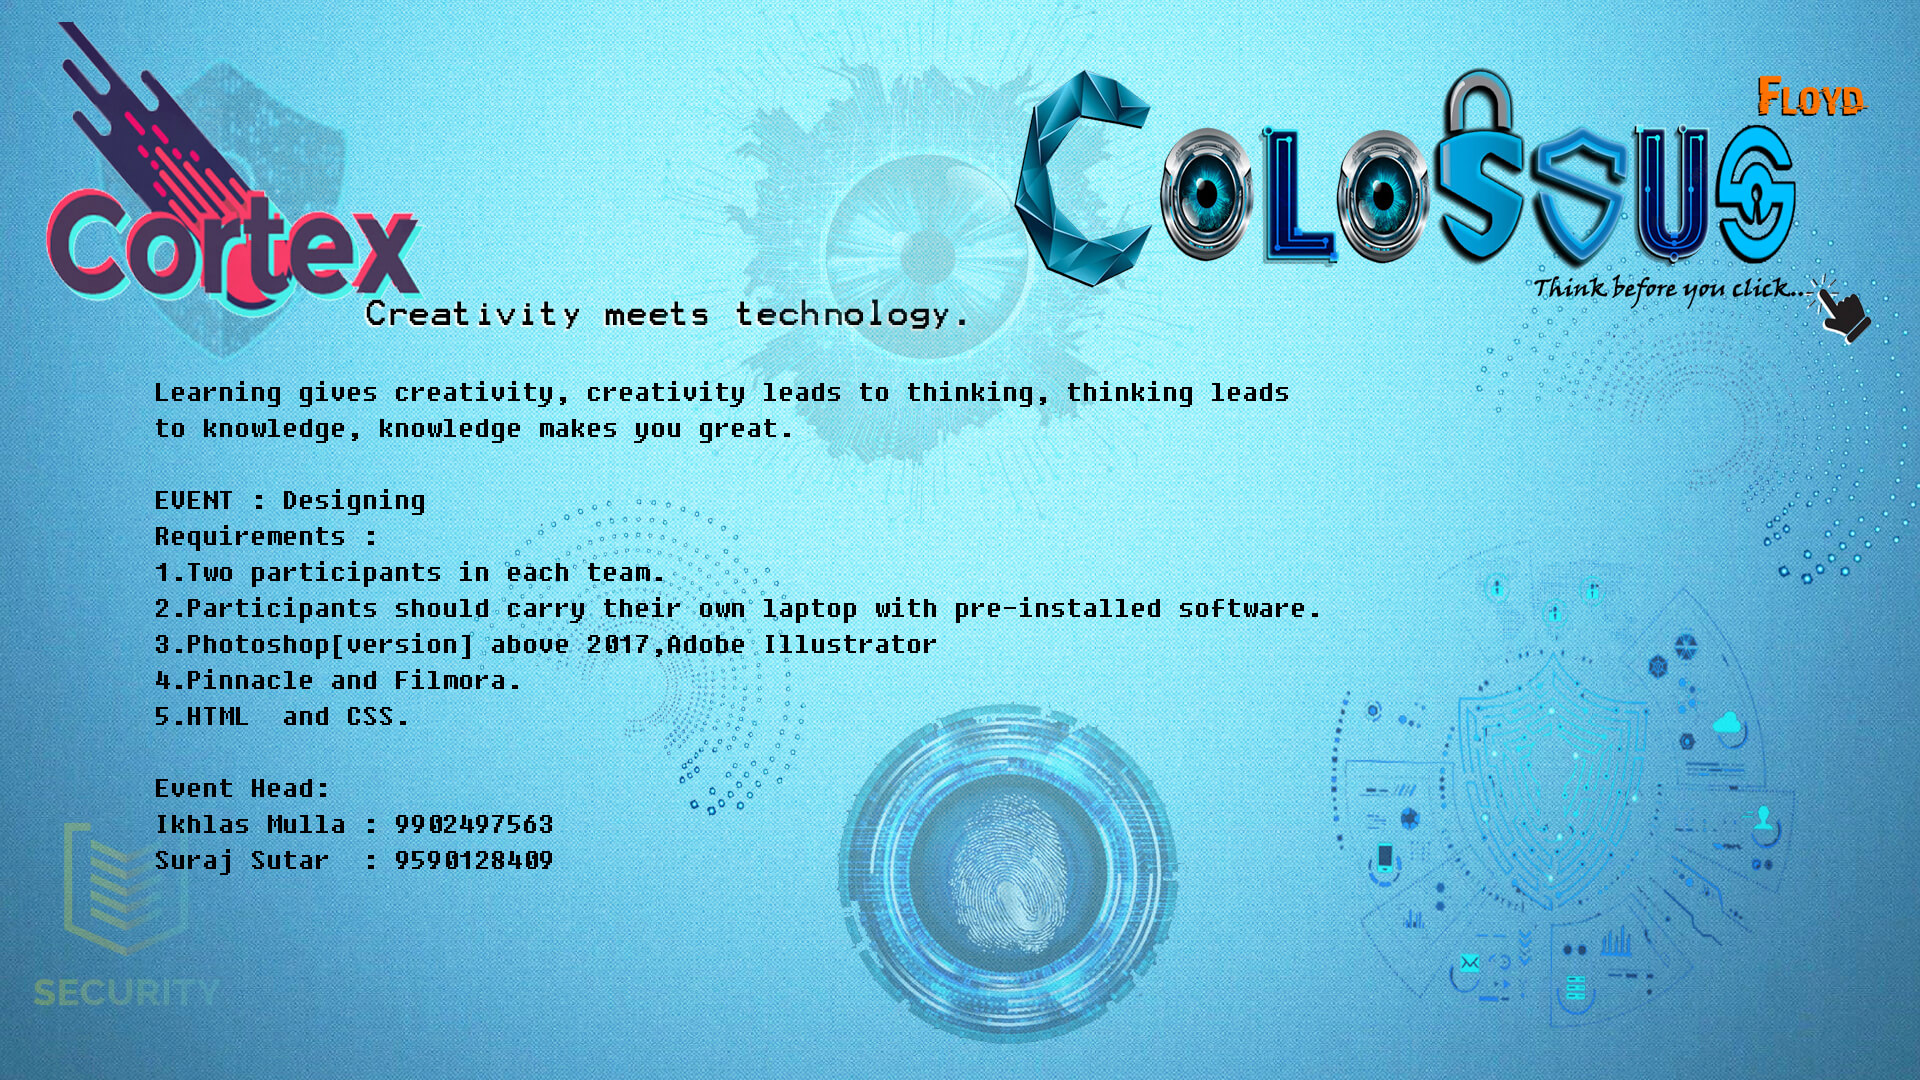 Cortex
Creativity meets technology.
COLOSSUS
FLOYD
Think before you click...
Learning gives creativity, creativity leads to thinking, thinking leads
to knowledge, knowledge makes you great.
EVENT : Designing
Requirements :
1.Two participants in each team.
2.Participants should carry their own laptop with pre-installed software.
3.Photoshop[version] above 2017,Adobe Illustrator
4.Pinnacle and Filmora.
5.HTML  and CSS.
Event Head:
Ikhlas Mulla : 9902497563
Suraj Sutar  : 9590128409
SECURITY